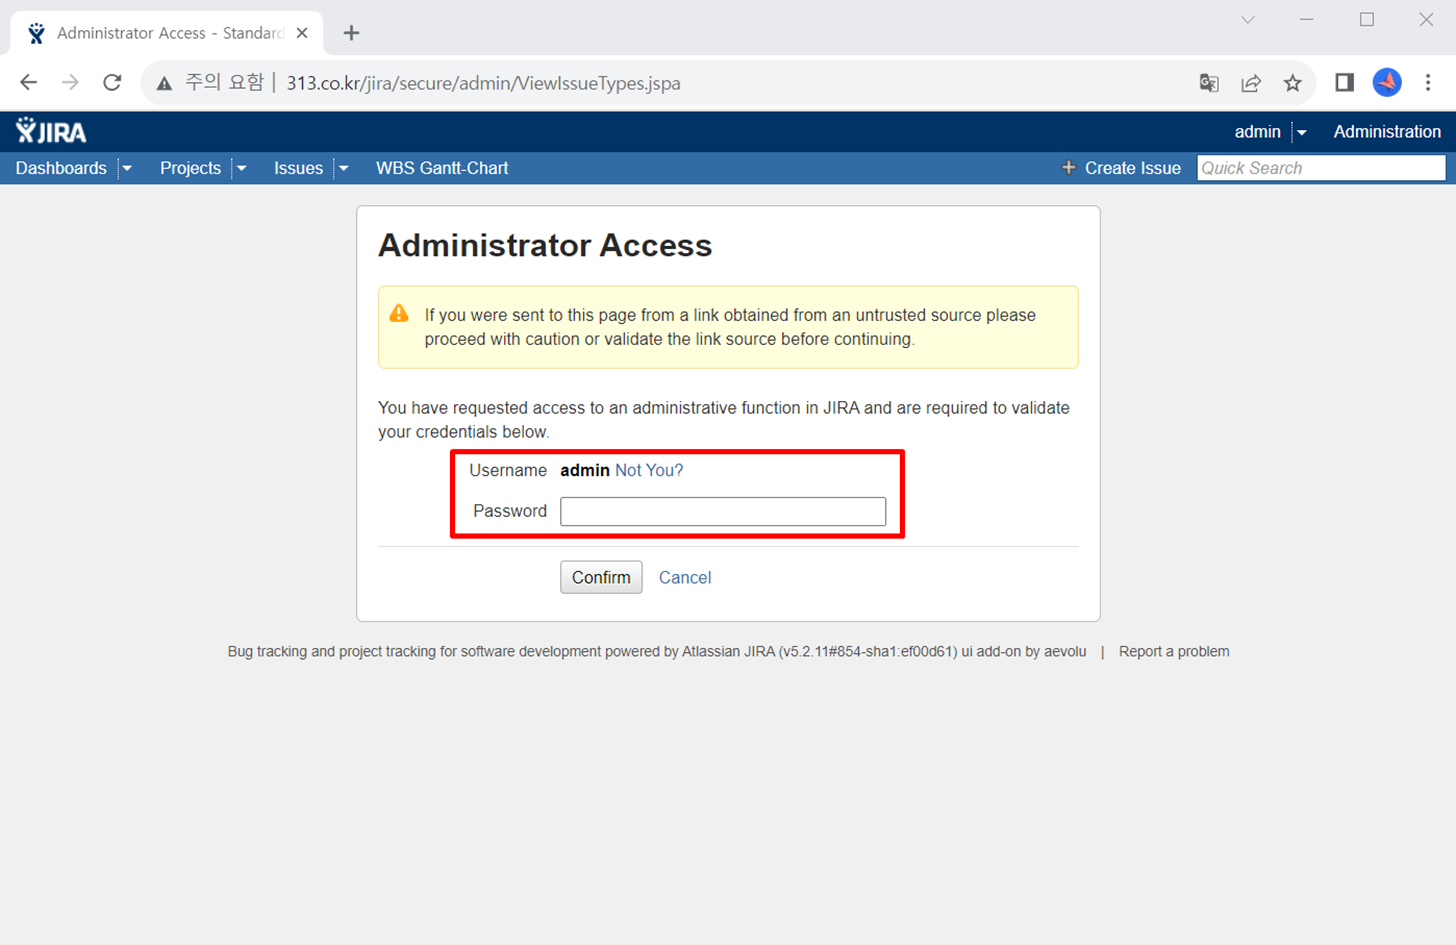 Administrator Access - Standard
주의 요함 | 313.co.kr/jira/secure/admin/ViewIssueTypes.jspa
JIRA
admin Administration
Dashboards Projects Issues WBS Gantt-Chart + Create Issue Quick Search
Administrator Access
If you were sent to this page from a link obtained from an untrusted source please
proceed with caution or validate the link source before continuing.
You have requested access to an administrative function in JIRA and are required to validate
your credentials below.
Username admin Not You?
Password
Confirm Cancel
Bug tracking and project tracking for software development powered by Atlassian JIRA (v5.2.11#854-sha1:ef00d61) ui add-on by aevolu | Report a problem